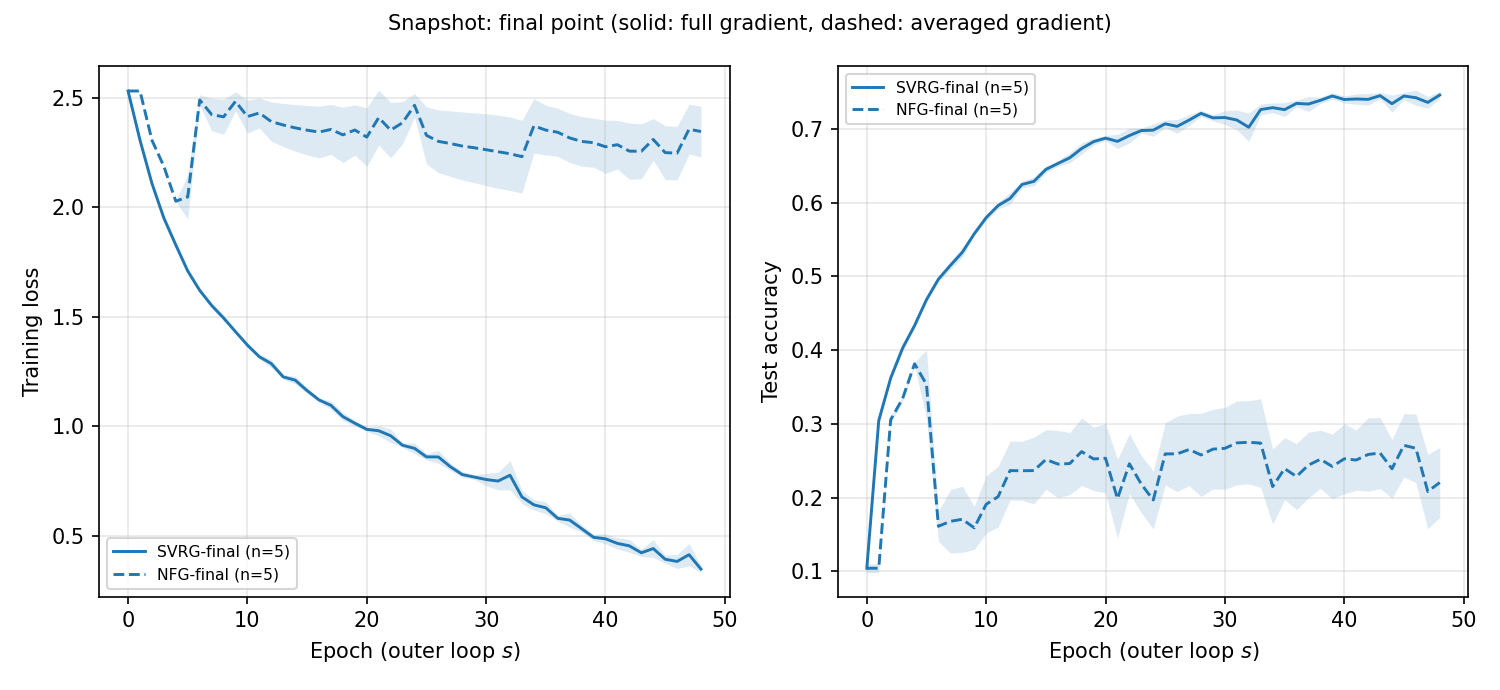 Snapshot: final point (solid: full gradient, dashed: averaged gradient)
Training loss
2.5
2.0
1.5
1.0
0.5
SVRG-final (n=5)
NFG-final (n=5)
0 10 20 30 40 50
Epoch (outer loop s)
Test accuracy
SVRG-final (n=5)
NFG-final (n=5)
0.7
0.6
0.5
0.4
0.3
0.2
0.1
0 10 20 30 40 50
Epoch (outer loop s)